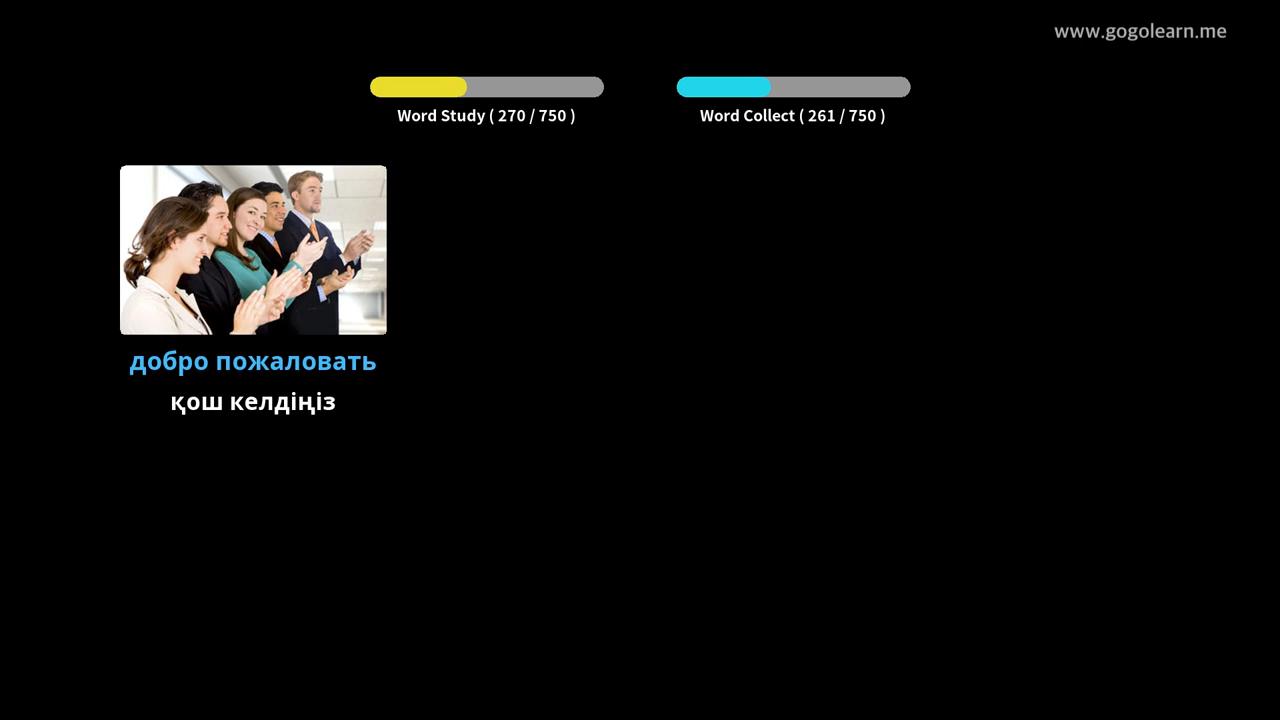 www.gogolearn.me
Word Study ( 270 / 750 )
Word Collect ( 261 / 750 )
добро пожаловать
қош келдіңіз